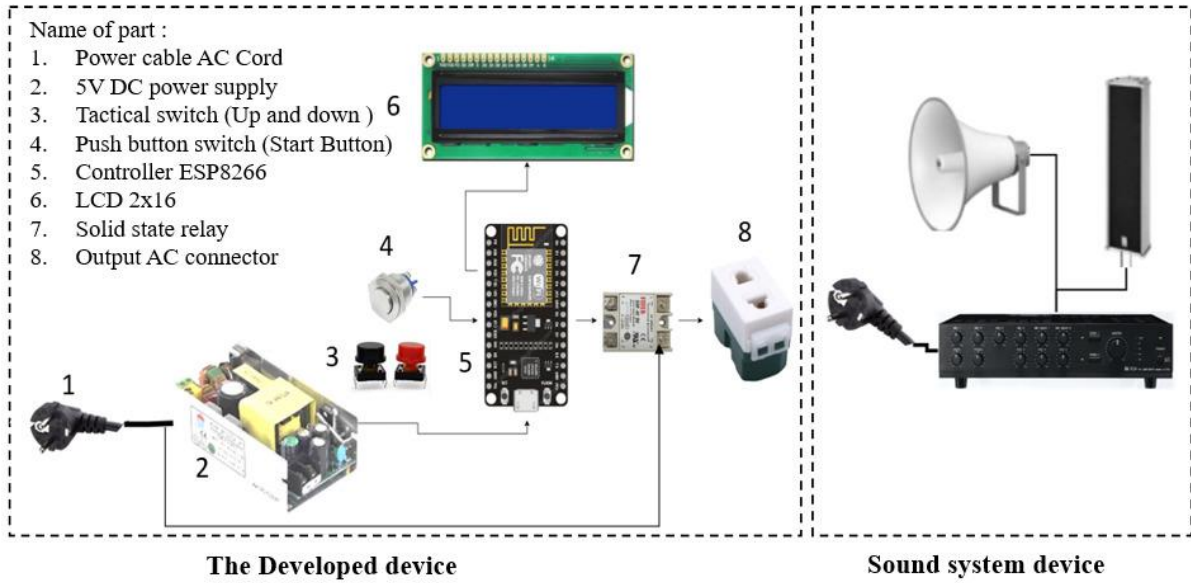 Name of part :
1. Power cable AC Cord
2. 5V DC power supply
3. Tactical switch (Up and down )
4. Push button switch (Start Button)
5. Controller ESP8266
6. LCD 2x16
7. Solid state relay
8. Output AC connector
6
4
7
8
3
5
1
2
WiFi
The Developed device
Sound system device